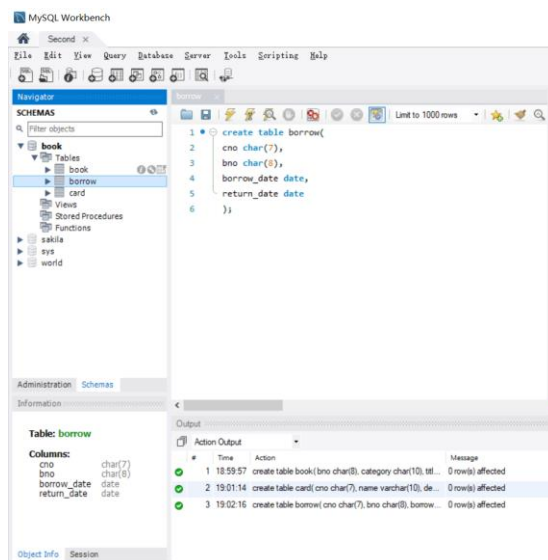 MySQL Workbench
Second ×
File Edit View Query Database Server Tools Scripting Help
Navigator
SCHEMAS
Filter objects
book
Tables
book
borrow
card
Views
Stored Procedures
Functions
sakila
sys
world
Administration Schemas
Information
Table: borrow
Columns:
cno char(7)
bno char(8)
borrow_date date
return_date date
Object Info Session
borrow ×
Limit to 1000 rows
1 create table borrow(
2 cno char(7),
3 bno char(8),
4 borrow_date date,
5 return_date date
6 );
Output
Action Output
# Time Action Message
1 18:59:57 create table book( bno char(8), category char(10), titl... 0 row(s) affected
2 19:01:14 create table card( cno char(7), name varchar(10), de... 0 row(s) affected
3 19:02:16 create table borrow( cno char(7), bno char(8), borrow... 0 row(s) affected